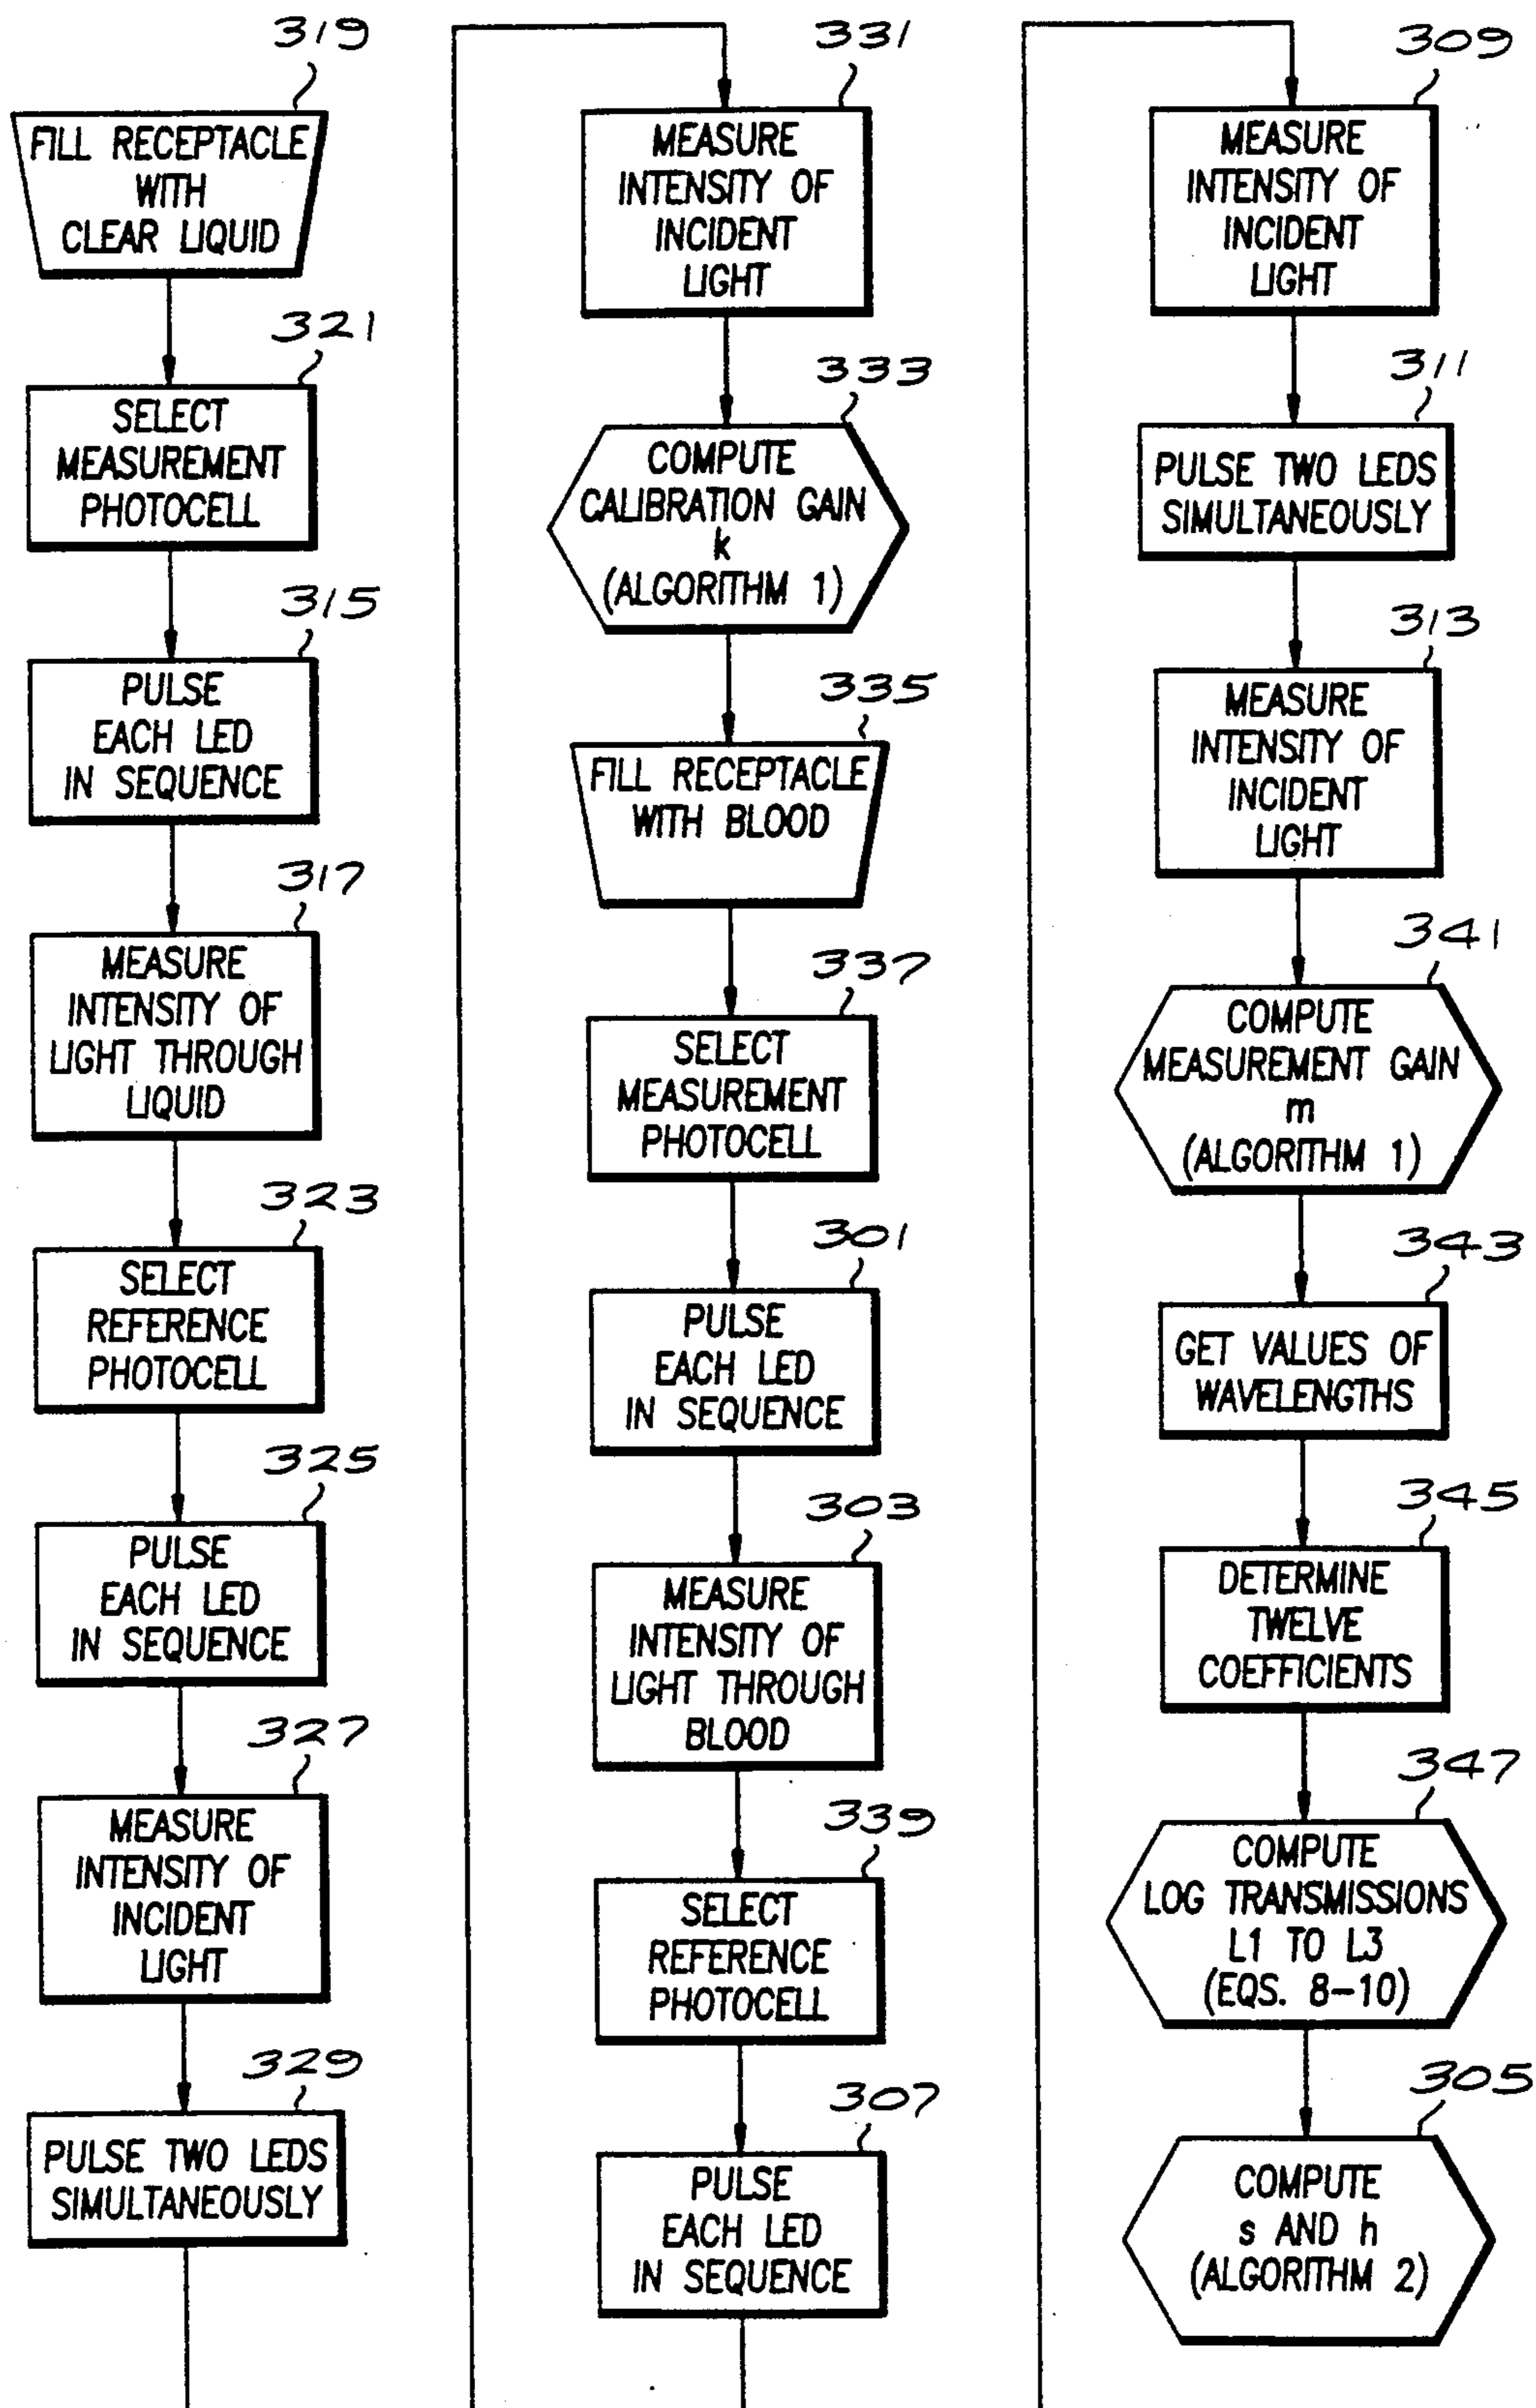 319
FILL RECEPTACLE
WITH
CLEAR LIQUID
321
SELECT
MEASUREMENT
PHOTOCELL
315
PULSE
EACH LED
IN SEQUENCE
317
MEASURE
INTENSITY OF
LIGHT THROUGH
LIQUID
323
SELECT
REFERENCE
PHOTOCELL
325
PULSE
EACH LED
IN SEQUENCE
327
MEASURE
INTENSITY OF
INCIDENT
LIGHT
329
PULSE TWO LEDS
SIMULTANEOUSLY
331
MEASURE
INTENSITY OF
INCIDENT
LIGHT
333
COMPUTE
CALIBRATION GAIN
k
(ALGORITHM 1)
335
FILL RECEPTACLE
WITH BLOOD
337
SELECT
MEASUREMENT
PHOTOCELL
301
PULSE
EACH LED
IN SEQUENCE
303
MEASURE
INTENSITY OF
LIGHT THROUGH
BLOOD
339
SELECT
REFERENCE
PHOTOCELL
307
PULSE
EACH LED
IN SEQUENCE
309
MEASURE
INTENSITY OF
INCIDENT
LIGHT
311
PULSE TWO LEDS
SIMULTANEOUSLY
313
MEASURE
INTENSITY OF
INCIDENT
LIGHT
341
COMPUTE
MEASUREMENT GAIN
m
(ALGORITHM 1)
343
GET VALUES OF
WAVELENGTHS
345
DETERMINE
TWELVE
COEFFICIENTS
347
COMPUTE
LOG TRANSMISSIONS
L1 TO L3
(EQS. 8-10)
305
COMPUTE
s AND h
(ALGORITHM 2)